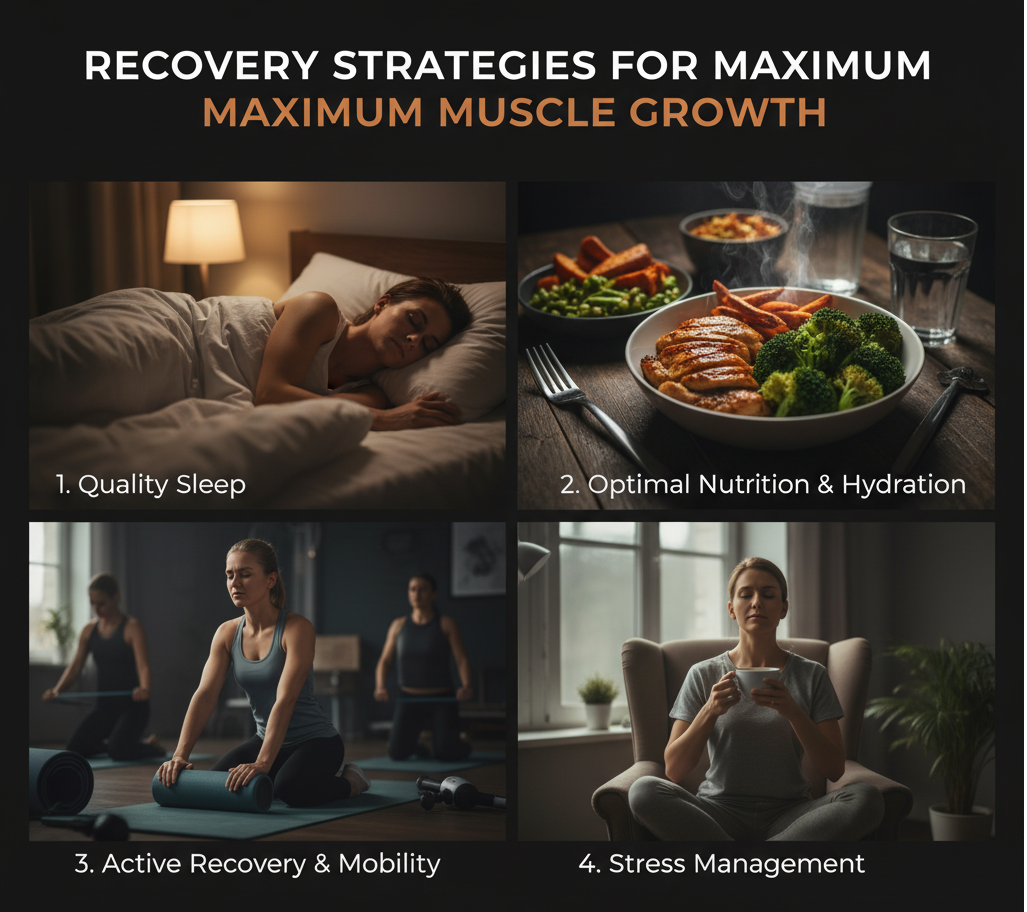 RECOVERY STRATEGIES FOR MAXIMUM
MAXIMUM MUSCLE GROWTH
1. Quality Sleep
2. Optimal Nutrition & Hydration
3. Active Recovery & Mobility
4. Stress Management